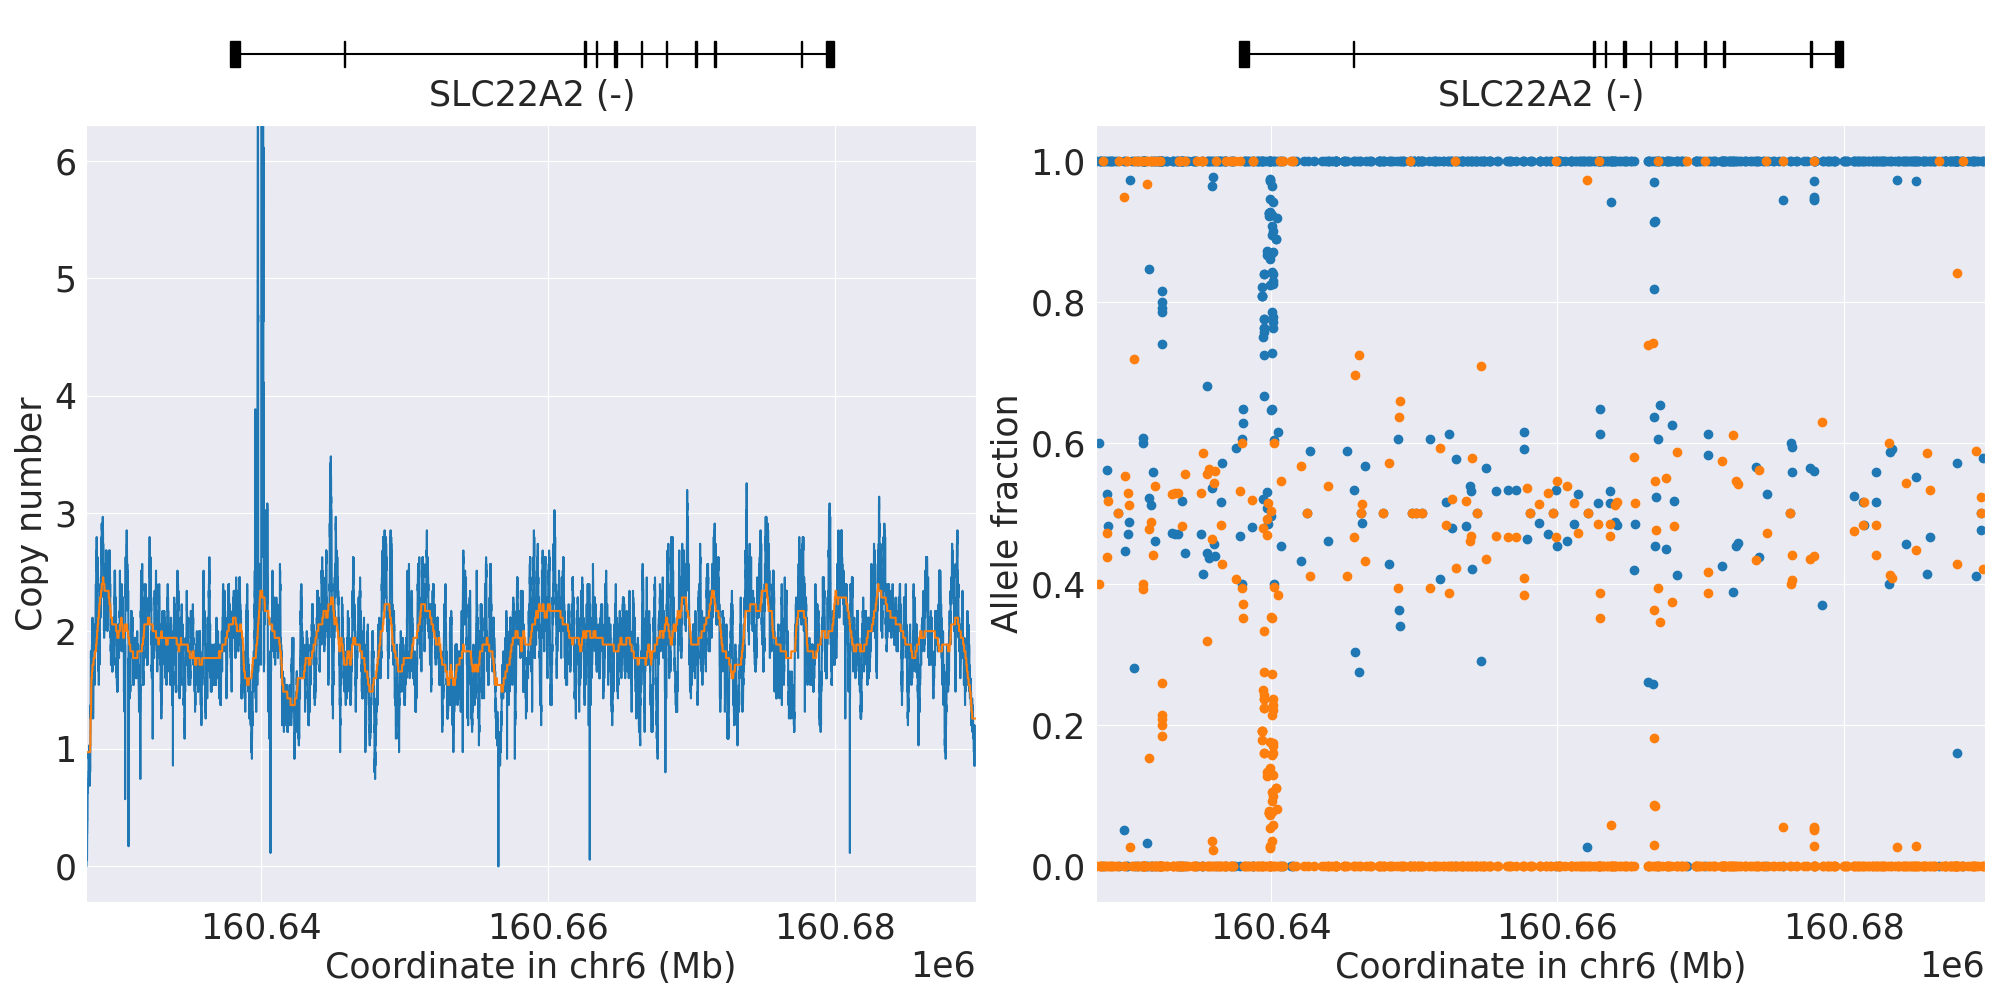 SLC22A2 (-)
6
5
4
3
2
1
0
Copy number
160.64
160.66
160.68
Coordinate in chr6 (Mb)
1e6
SLC22A2 (-)
1.0
0.8
0.6
0.4
0.2
0.0
Allele fraction
160.64
160.66
160.68
Coordinate in chr6 (Mb)
1e6